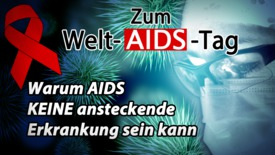 Zum
Welt-AIDS-Tag
Warum AIDS
KEINE ansteckende
Erkrankung sein kann